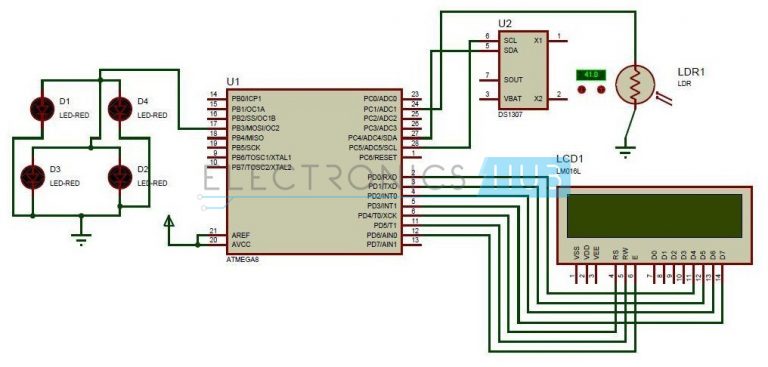 U2
6 SCL X1 1
5 SDA
7 SOUT
3 VBAT X2 2
DS1307
41.0
LDR1
LDR
D1
LED-RED
D4
LED-RED
D3
LED-RED
D2
LED-RED
U1
14 PB0/ICP1 PC0/ADC0 23
15 PB1/OC1A PC1/ADC1 24
16 PB2/SS/OC1B PC2/ADC2 25
17 PB3/MOSI/OC2 PC3/ADC3 26
18 PB4/MISO PC4/ADC4/SDA 27
19 PB5/SCK PC5/ADC5/SCL 28
9 PB6/TOSC1/XTAL1 PC6/RESET 1
10 PB7/TOSC2/XTAL2
PD0/RXD 2
PD1/TXD 3
PD2/INT0 4
PD3/INT1 5
PD4/T0/XCK 6
PD5/T1 11
21 AREF PD6/AIN0 12
20 AVCC PD7/AIN1 13
ATMEGA8
ELECTRONICS HUB
LCD1
LM016L
VSS VDD VEE RS RW E D0 D1 D2 D3 D4 D5 D6 D7
1 2 3 4 5 6 7 8 9 10 11 12 13 14